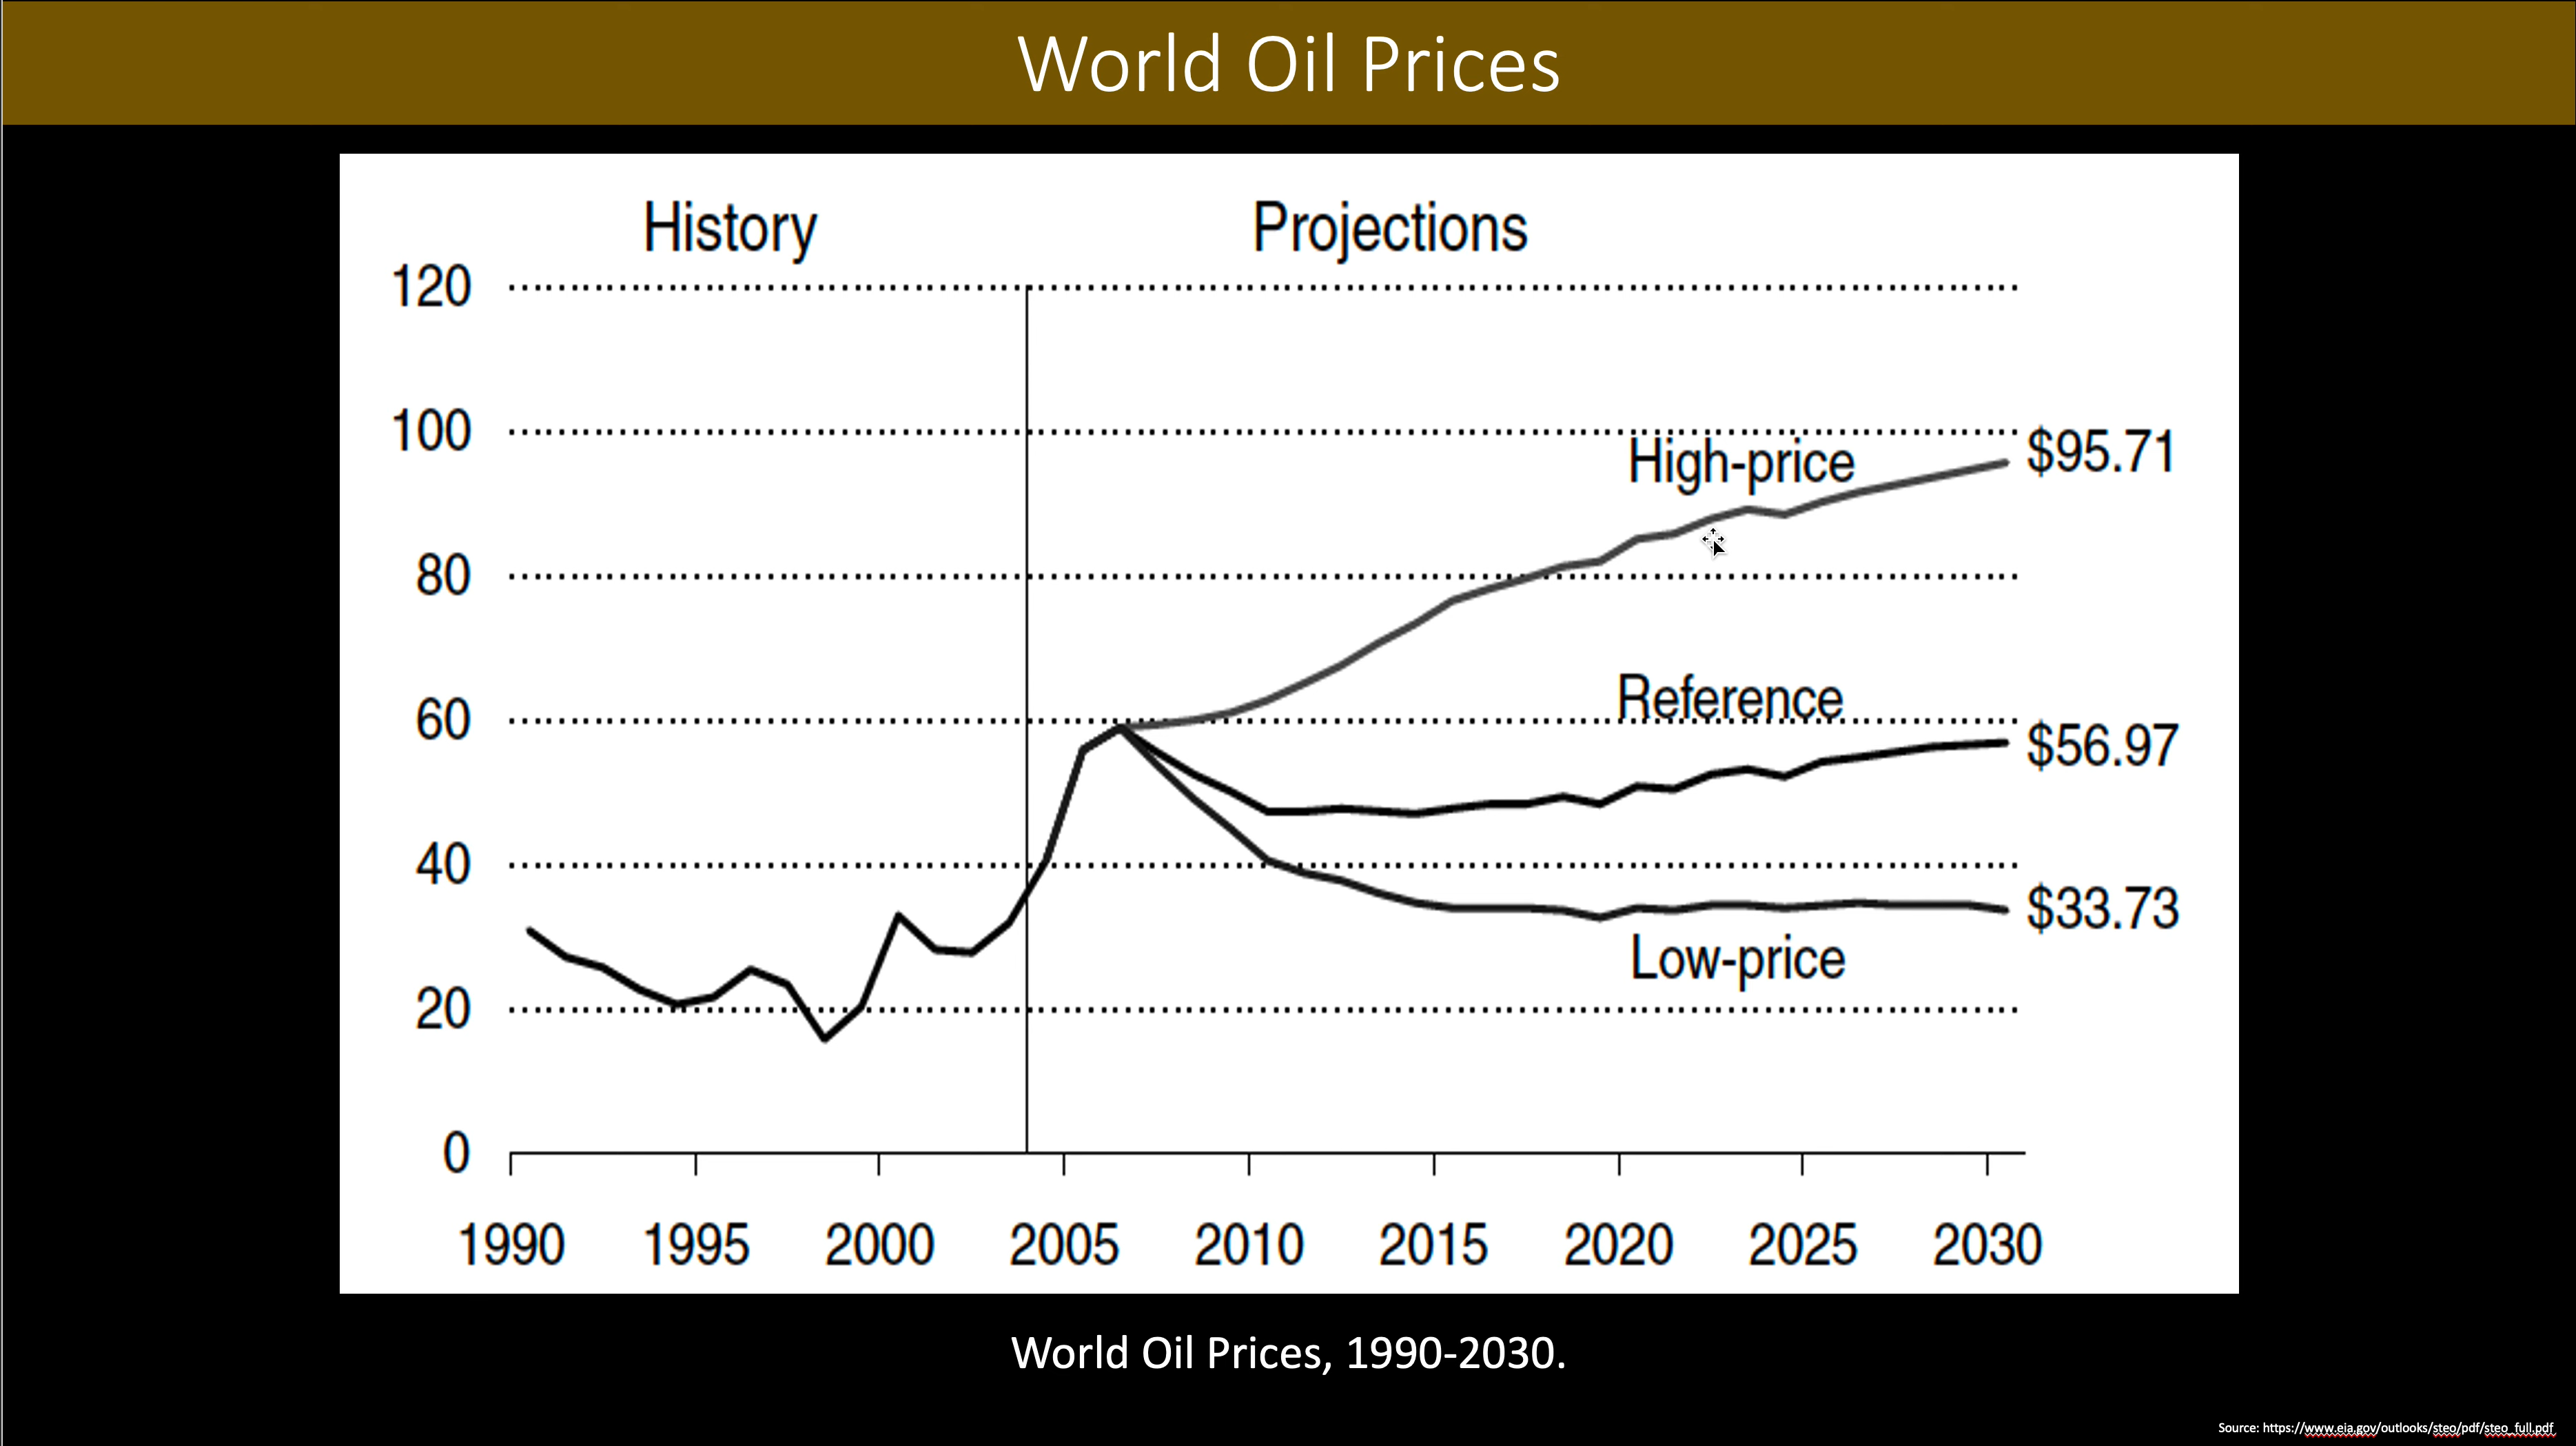 World Oil Prices
History
Projections
120
100
High-price
$95.71
80
Reference
60
$56.97
40
$33.73
Low-price
20
0
1990 1995 2000 2005 2010 2015 2020 2025 2030
World Oil Prices, 1990-2030.
Source: https://www.eia.gov/outlooks/steo/pdf/steo_full.pdf